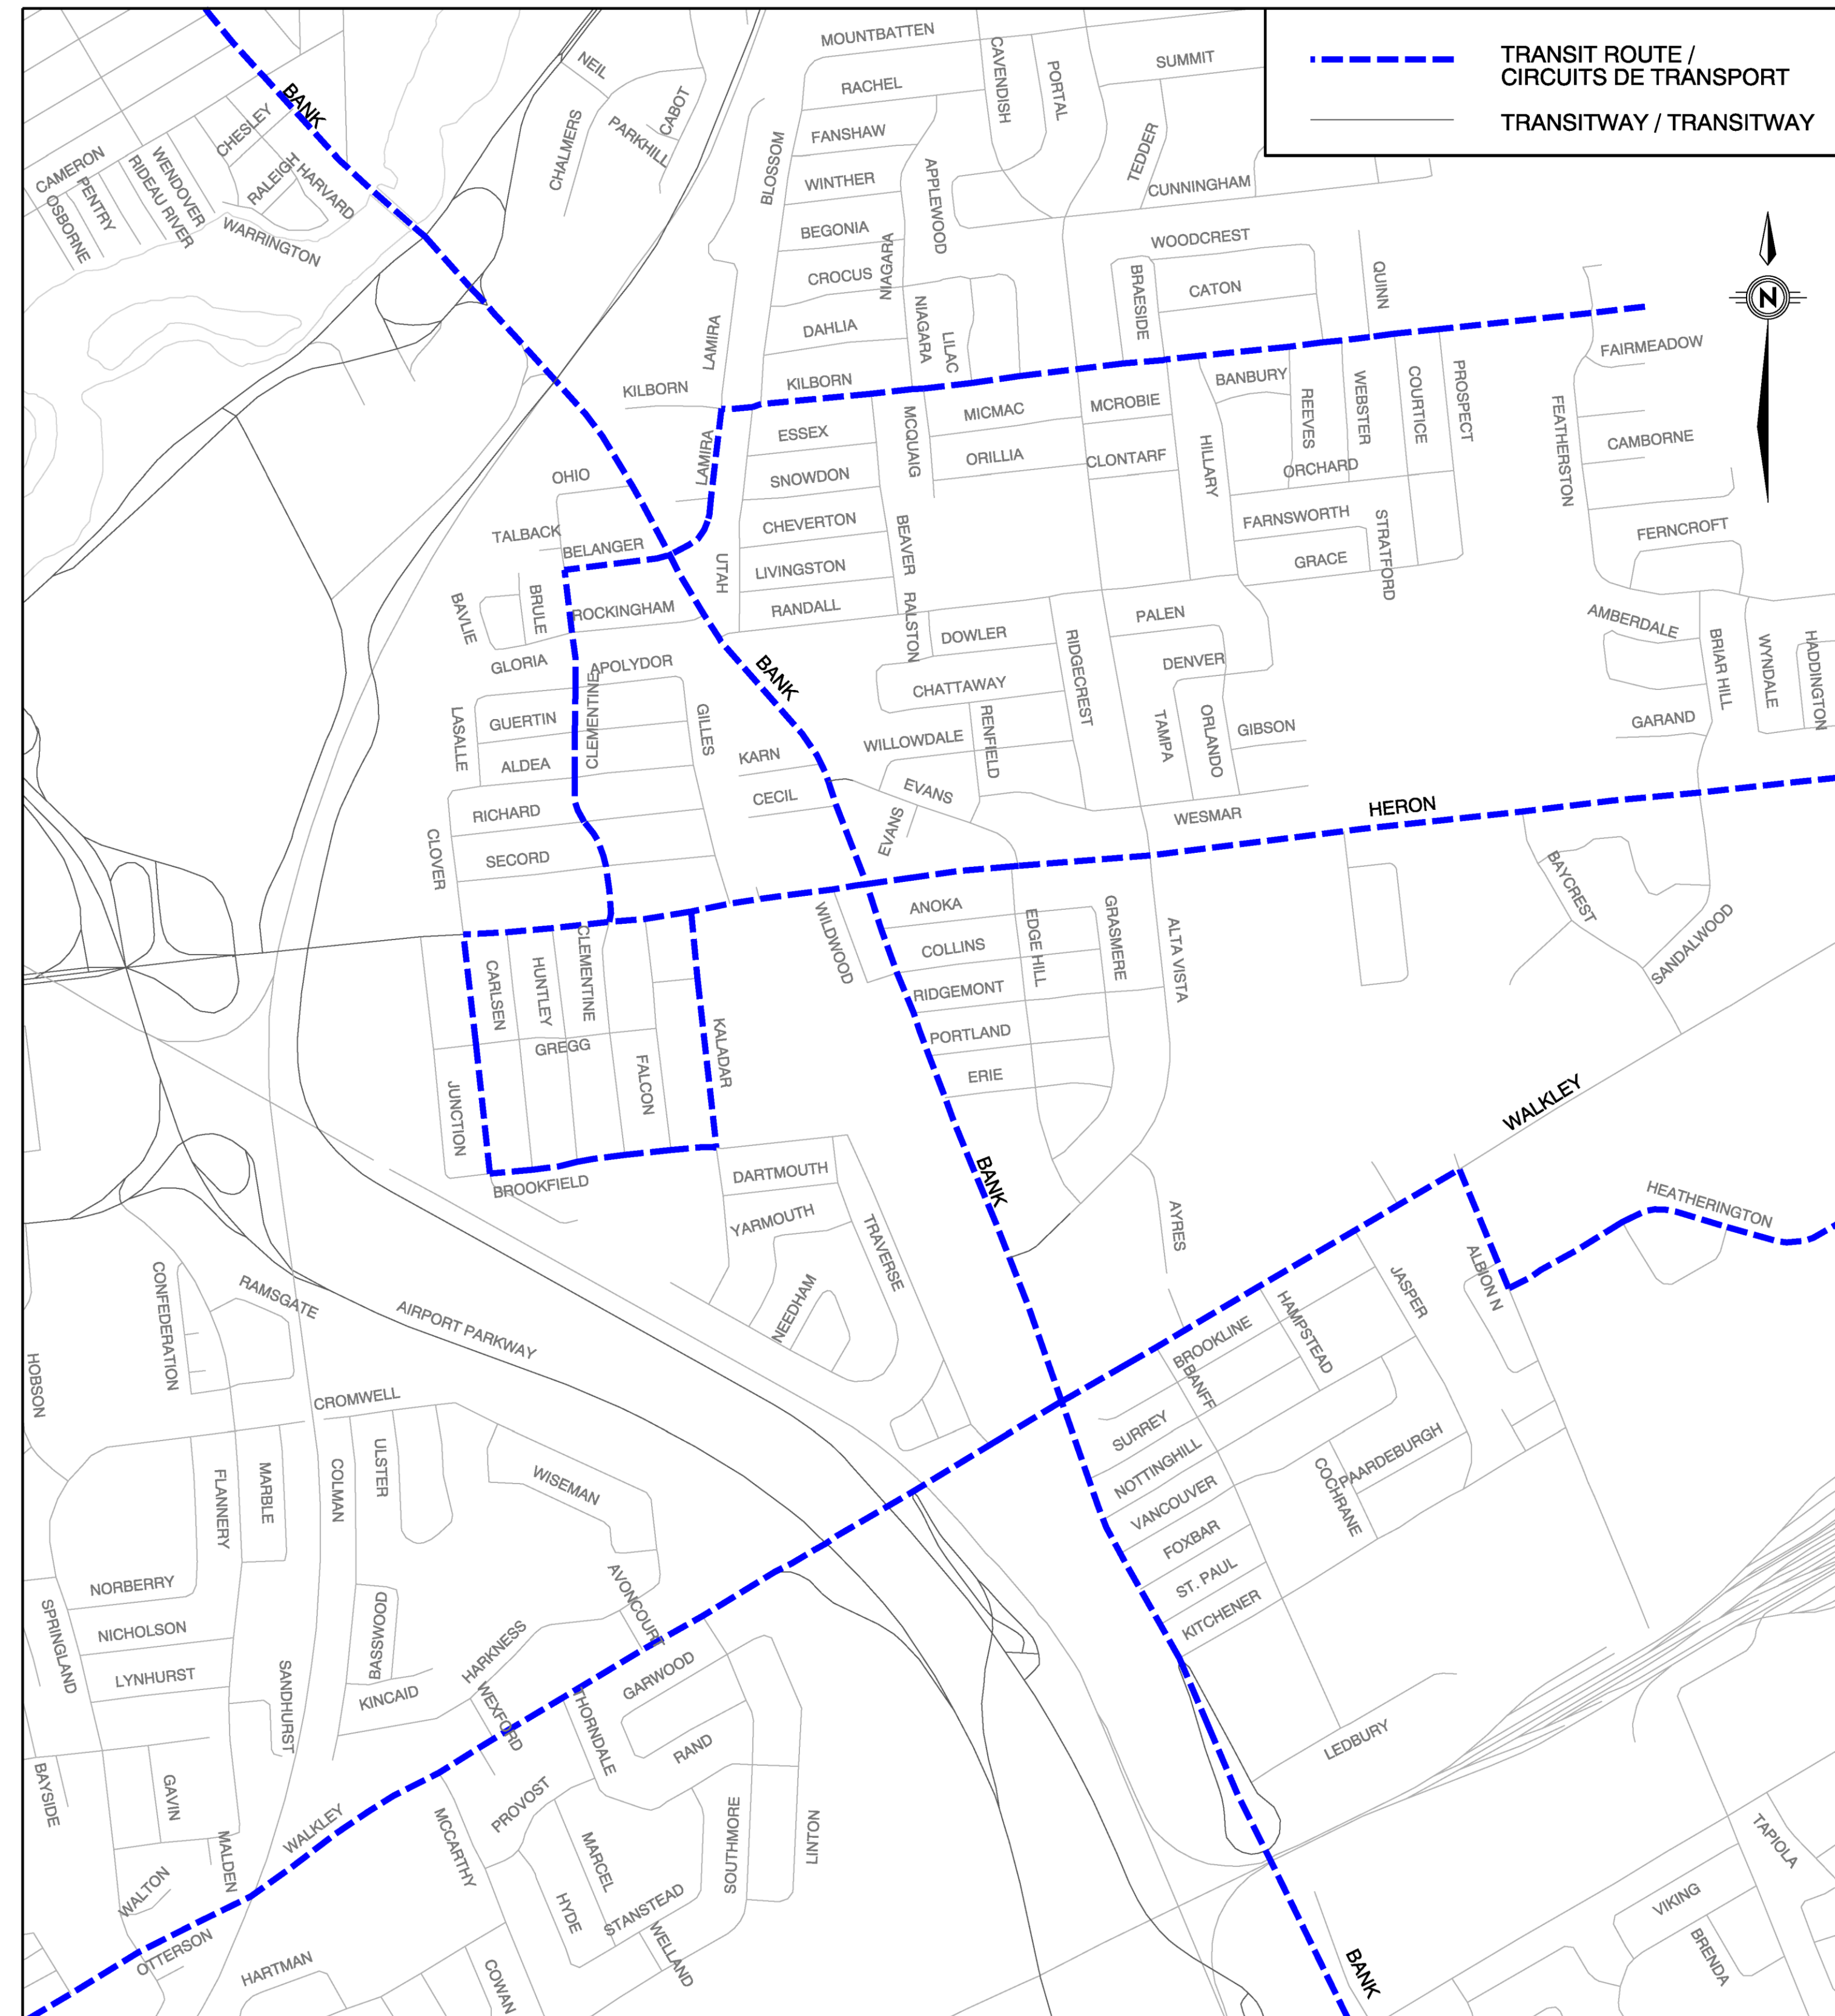 TRANSIT ROUTE /
CIRCUITS DE TRANSPORT
TRANSITWAY / TRANSITWAY
N
MOUNTBATTEN
CAVENDISH
PORTAL
SUMMIT
NEIL
CABOT
RACHEL
BANK
CHESLEY
CHALMERS
PARKHILL
FANSHAW
TEDDER
CAMERON
WENDOVER
RIDEAU RIVER
RALEIGH
HARVARD
PENTRY
OSBORNE
WARRINGTON
BLOSSOM
WINTHER
APPLEWOOD
CUNNINGHAM
BEGONIA
NIAGARA
WOODCREST
CROCUS
BRAESIDE
CATON
QUINN
DAHLIA
NIAGARA
LILAC
LAMIRA
FAIRMEADOW
KILBORN
KILBORN
BANBURY
REEVES
WEBSTER
COURTICE
PROSPECT
MICMAC
MCROBIE
MCQUAIG
ESSEX
LAMIRA
FEATHERSTON
CAMBORNE
ORILLIA
CLONTARF
HILLARY
ORCHARD
OHIO
SNOWDON
TALBACK
BELANGER
CHEVERTON
BEAVER
FARNSWORTH
STRATFORD
FERNCROFT
GRACE
UTAH
LIVINGSTON
BAVLIE
BRULE
ROCKINGHAM
RANDALL
RALSTON
DOWLER
RIDGECREST
PALEN
AMBERDALE
BRIAR HILL
WYNDALE
HADDINGTON
GLORIA
APOLYDOR
BANK
DENVER
CHATTAWAY
LASALLE
GUERTIN
CLEMENTINE
GILLES
RENFIELD
TAMPA
ORLANDO
GIBSON
GARAND
KARN
WILLOWDALE
ALDEA
CECIL
EVANS
EVANS
HERON
WESMAR
RICHARD
CLOVER
SECORD
BAYCREST
SANDALWOOD
WILDWOOD
ANOKA
EDGE HILL
GRASMERE
ALTA VISTA
COLLINS
CARLSEN
HUNTLEY
CLEMENTINE
RIDGEMONT
PORTLAND
GREGG
KALADAR
JUNCTION
FALCON
ERIE
WALKLEY
BROOKFIELD
DARTMOUTH
BANK
YARMOUTH
TRAVERSE
AYRES
HEATHERINGTON
ALBION N
NEEDHAM
CONFEDERATION
RAMSGATE
AIRPORT PARKWAY
JASPER
HAMPSTEAD
BROOKLINE
BANFF
HOBSON
CROMWELL
SURREY
NOTTINGHILL
COCHRANE
PAARDEBURGH
VANCOUVER
FLANNERY
MARBLE
COLMAN
ULSTER
WISEMAN
FOXBAR
ST. PAUL
KITCHENER
NORBERRY
AVONCOURT
BASSWOOD
HARKNESS
SPRINGLAND
NICHOLSON
LYNHURST
SANDHURST
KINCAID
WEXFORD
GARWOOD
THORNDALE
RAND
LEDBURY
BAYSIDE
GAVIN
WALKLEY
MCCARTHY
PROVOST
MARCEL
SOUTHMORE
LINTON
TAPIOLA
MALDEN
WALTON
HYDE
STANSTEAD
WELLAND
VIKING
BRENDA
OTTERSON
HARTMAN
COWAN
BANK